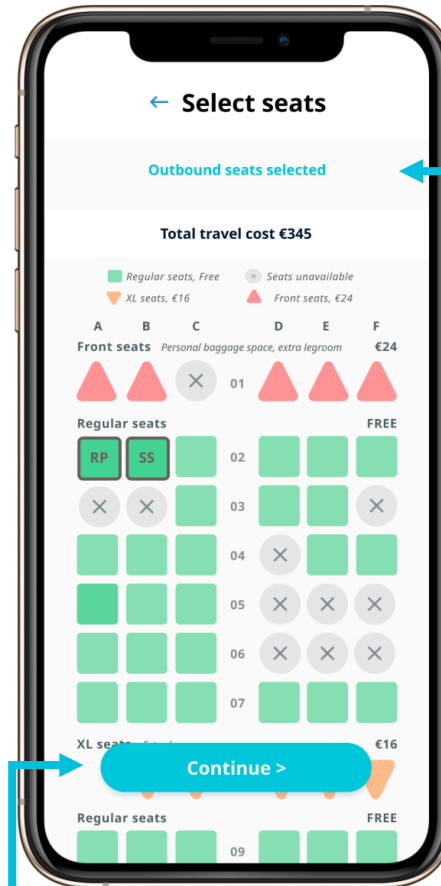 ← Select seats
Outbound seats selected
Total travel cost €345
Regular seats, Free Seats unavailable
XL seats, €16 Front seats, €24
A B C D E F
Front seats Personal baggage space, extra legroom €24
01
Regular seats FREE
RP SS 02
03
04
05
06
07
XL seats €16
Continue >
Regular seats FREE
09